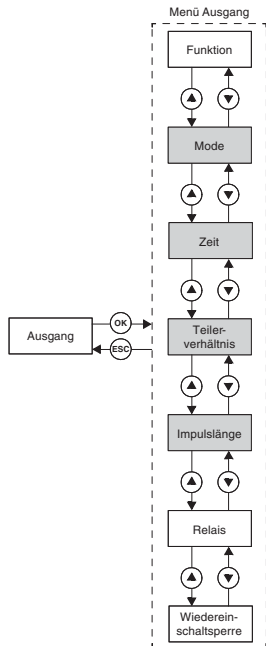 Menü Ausgang
Funktion
Mode
Zeit
Ausgang
OK
ESC
Teiler-
verhältnis
Impulslänge
Relais
Wiederein-
schaltsperre